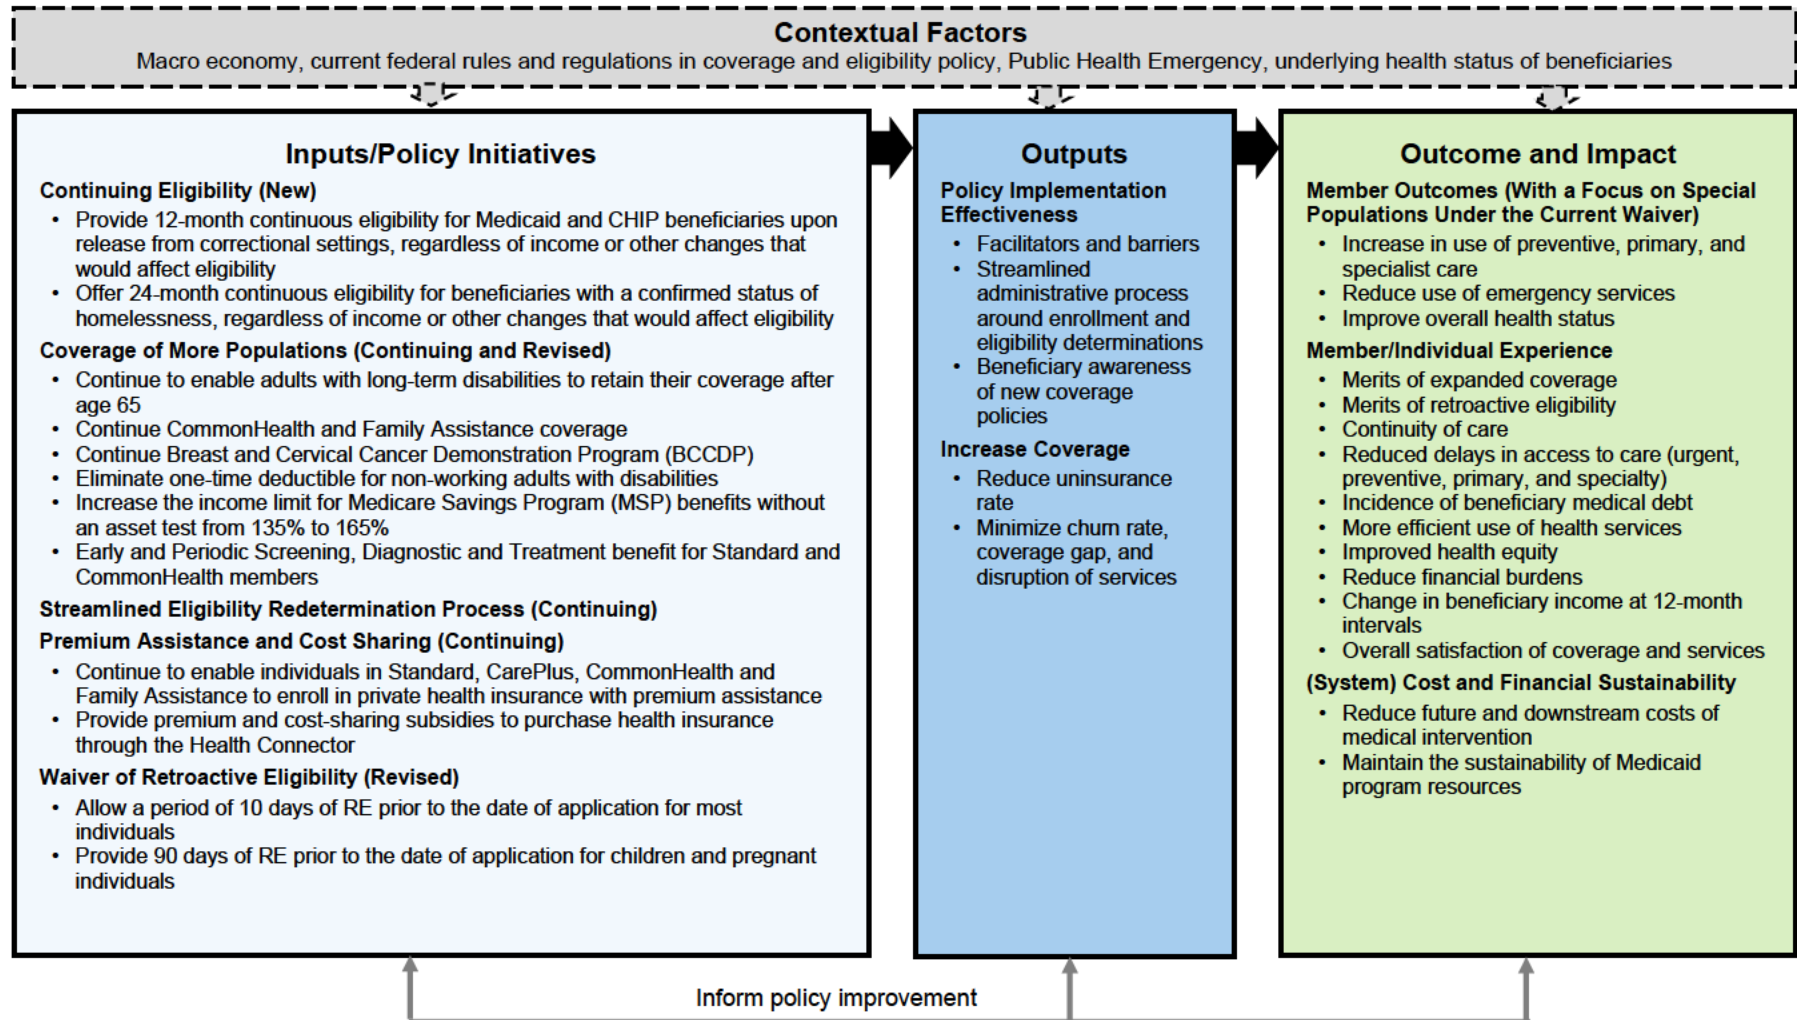 Contextual Factors
Macro economy, current federal rules and regulations in coverage and eligibility policy, Public Health Emergency, underlying health status of beneficiaries
Inputs/Policy Initiatives
Continuing Eligibility (New)
• Provide 12-month continuous eligibility for Medicaid and CHIP beneficiaries upon
release from correctional settings, regardless of income or other changes that
would affect eligibility
• Offer 24-month continuous eligibility for beneficiaries with a confirmed status of
homelessness, regardless of income or other changes that would affect eligibility
Coverage of More Populations (Continuing and Revised)
• Continue to enable adults with long-term disabilities to retain their coverage after
age 65
• Continue CommonHealth and Family Assistance coverage
• Continue Breast and Cervical Cancer Demonstration Program (BCCDP)
• Eliminate one-time deductible for non-working adults with disabilities
• Increase the income limit for Medicare Savings Program (MSP) benefits without
an asset test from 135% to 165%
• Early and Periodic Screening, Diagnostic and Treatment benefit for Standard and
CommonHealth members
Streamlined Eligibility Redetermination Process (Continuing)
Premium Assistance and Cost Sharing (Continuing)
• Continue to enable individuals in Standard, CarePlus, CommonHealth and
Family Assistance to enroll in private health insurance with premium assistance
• Provide premium and cost-sharing subsidies to purchase health insurance
through the Health Connector
Waiver of Retroactive Eligibility (Revised)
• Allow a period of 10 days of RE prior to the date of application for most
individuals
• Provide 90 days of RE prior to the date of application for children and pregnant
individuals
Outputs
Policy Implementation
Effectiveness
• Facilitators and barriers
• Streamlined
administrative process
around enrollment and
eligibility determinations
• Beneficiary awareness
of new coverage
policies
Increase Coverage
• Reduce uninsurance
rate
• Minimize churn rate,
coverage gap, and
disruption of services
Outcome and Impact
Member Outcomes (With a Focus on Special
Populations Under the Current Waiver)
• Increase in use of preventive, primary, and
specialist care
• Reduce use of emergency services
• Improve overall health status
Member/Individual Experience
• Merits of expanded coverage
• Merits of retroactive eligibility
• Continuity of care
• Reduced delays in access to care (urgent,
preventive, primary, and specialty)
• Incidence of beneficiary medical debt
• More efficient use of health services
• Improved health equity
• Reduce financial burdens
• Change in beneficiary income at 12-month
intervals
• Overall satisfaction of coverage and services
(System) Cost and Financial Sustainability
• Reduce future and downstream costs of
medical intervention
• Maintain the sustainability of Medicaid
program resources
Inform policy improvement